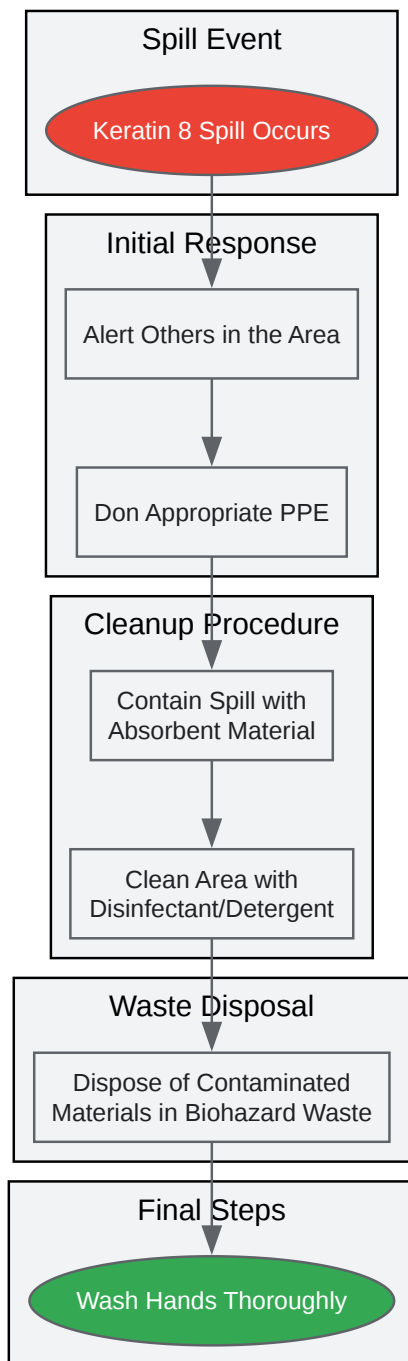 Spill Event
Keratin 8 Spill Occurs
Initial Response
Alert Others in the Area
Don Appropriate PPE
Cleanup Procedure
Contain Spill with
Absorbent Material
Clean Area with
Disinfectant/Detergent
Waste Disposal
Dispose of Contaminated
Materials in Biohazard Waste
Final Steps
Wash Hands Thoroughly